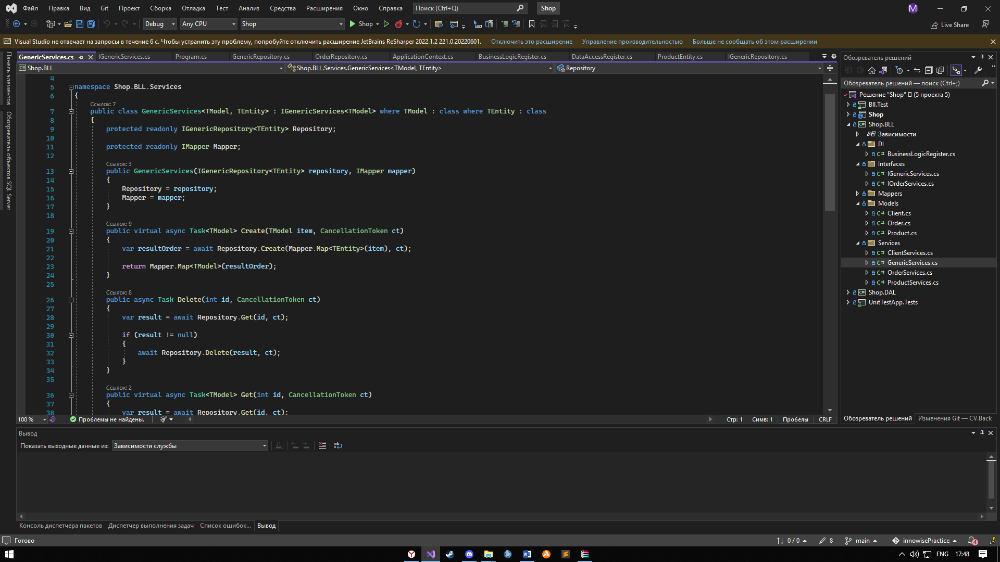 Файл Правка Вид Git Проект Сборка Отладка Тест Анализ Средства Расширения Окно Справка Поиск (Ctrl+Q) Shop M
Debug Any CPU Shop Shop Live Share
Visual Studio не отвечает на запросы в течение 6 с. Чтобы устранить эту проблему, попробуйте отключить расширение JetBrains ReSharper 2022.1.2 221.0.20220601. Отключить это расширение Управление производительностью Больше не сообщать об этом расширении
Панель элементов
Обозреватель объектов SQL Server
GenericServices.cs IGenericServices.cs Program.cs GenericRepository.cs OrderRepository.cs ApplicationContext.cs BusinessLogicRegister.cs DataAccessRegister.cs ProductEntity.cs IGenericRepository.cs
Shop.BLL Shop.BLL.Services.GenericServices<TModel, TEntity> Repository
4
5 namespace Shop.BLL.Services
6 {
Ссылок: 7
7 public class GenericServices<TModel, TEntity> : IGenericServices<TModel> where TModel : class where TEntity : class
8 {
9 protected readonly IGenericRepository<TEntity> Repository;
10
11 protected readonly IMapper Mapper;
12
Ссылок: 3
13 public GenericServices(IGenericRepository<TEntity> repository, IMapper mapper)
14 {
15 Repository = repository;
16 Mapper = mapper;
17 }
18
Ссылок: 9
19 public virtual async Task<TModel> Create(TModel item, CancellationToken ct)
20 {
21 var resultOrder = await Repository.Create(Mapper.Map<TEntity>(item), ct);
22
23 return Mapper.Map<TModel>(resultOrder);
24 }
25
Ссылок: 8
26 public async Task Delete(int id, CancellationToken ct)
27 {
28 var result = await Repository.Get(id, ct);
29
30 if (result != null)
31 {
32 await Repository.Delete(result, ct);
33 }
34 }
35
Ссылок: 2
36 public virtual async Task<TModel> Get(int id, CancellationToken ct)
37 {
38 var result = await Repository.Get(id, ct);
100 % Проблемы не найдены. Стр: 1 Симв: 1 Пробелы CRLF
Обозреватель решений
Обозреватель решений — поиск (Ctrl+;)
Решение "Shop" (5 проекта 5)
Bll.Test
Shop
Shop.BLL
Зависимости
DI
C# BusinessLogicRegister.cs
Interfaces
C# IGenericServices.cs
C# IOrderServices.cs
Mappers
Models
C# Client.cs
C# Order.cs
C# Product.cs
Services
C# ClientServices.cs
C# GenericServices.cs
C# OrderServices.cs
C# ProductServices.cs
Shop.DAL
UnitTestApp.Tests
Обозреватель решений Изменения Git — CV.Back
Вывод
Показать выходные данные из: Зависимости службы
Консоль диспетчера пакетов Диспетчер выполнения задач Список ошибок... Вывод
Готово 0 / 0 8 main innowisePractice 4
ENG 17:48